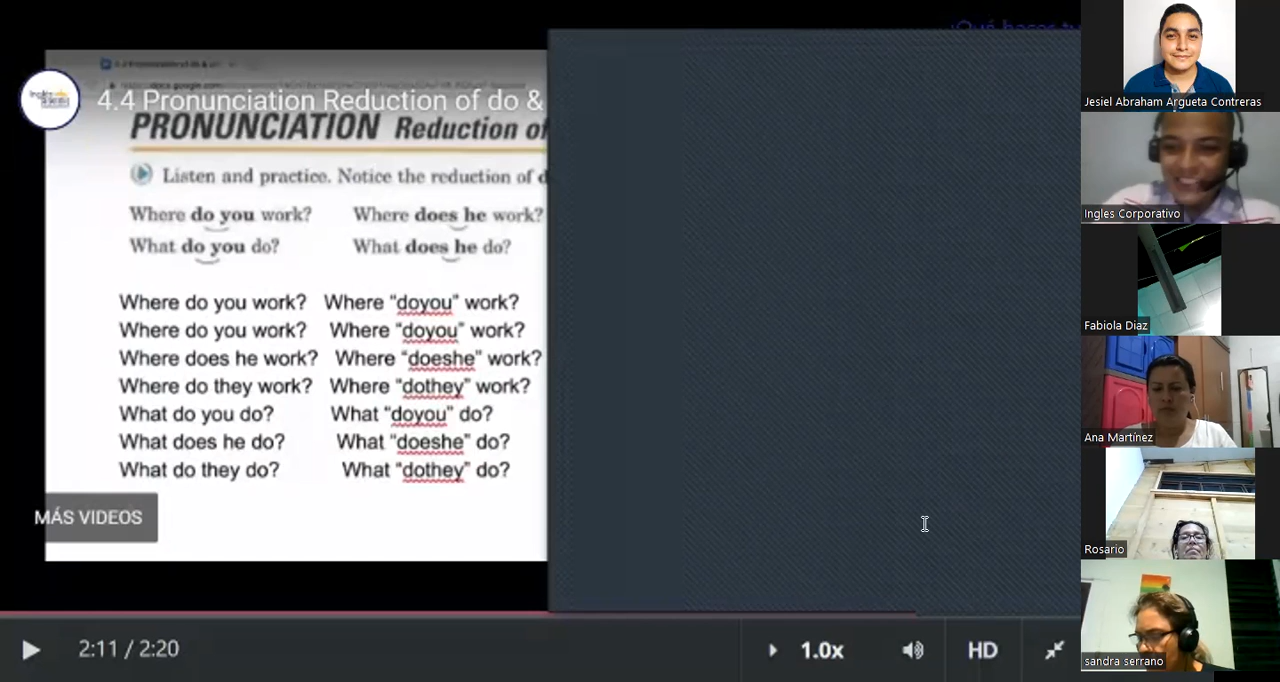 ¿Qué haces tu
4.4 Pronunciation Reduction of do &
PRONUNCIATION Reduction of
Listen and practice. Notice the reduction of d
Where do you work? Where does he work?
What do you do? What does he do?
Where do you work? Where "doyou" work?
Where do you work? Where "doyou" work?
Where does he work? Where "doeshe" work?
Where do they work? Where "dothey" work?
What do you do? What "doyou" do?
What does he do? What "doeshe" do?
What do they do? What "dothey" do?
MÁS VIDEOS
2:11 / 2:20
1.0x
HD
Jesiel Abraham Argueta Contreras
Ingles Corporativo
Fabiola Diaz
Ana Martínez
Rosario
sandra serrano